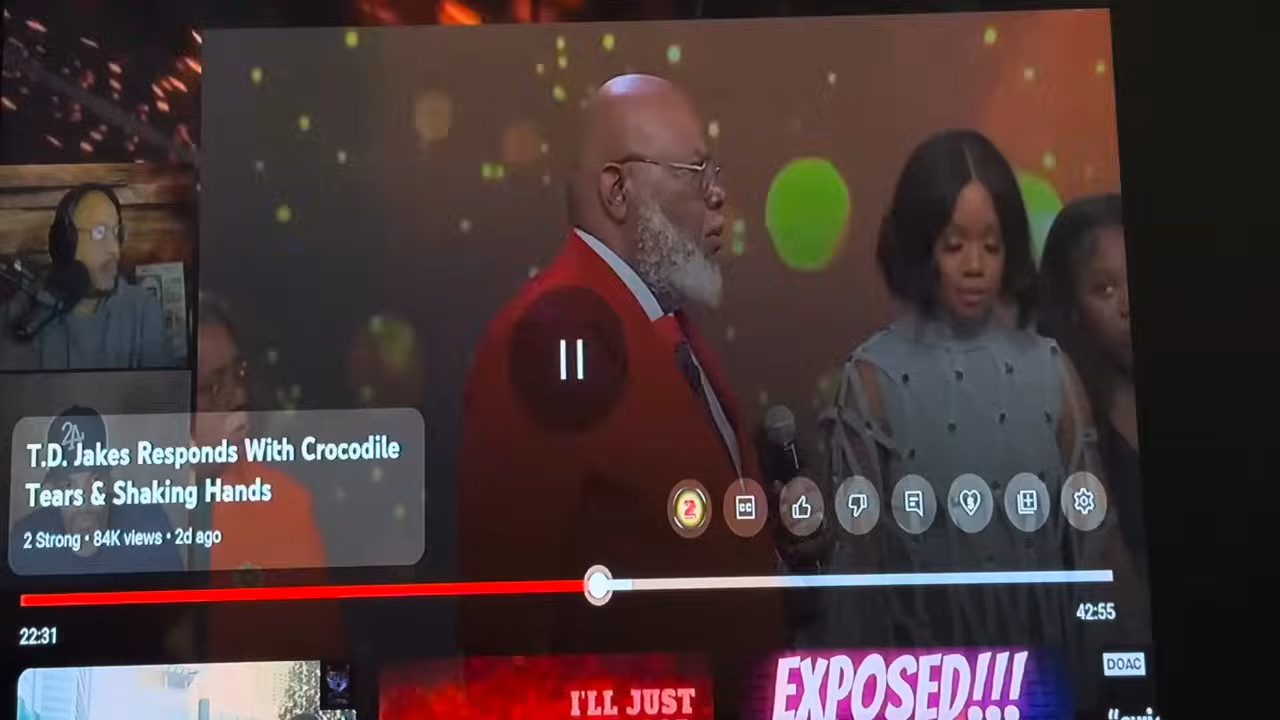 T.D. Jakes Responds With Crocodile
Tears & Shaking Hands
2 Strong • 84K views • 2d ago
2
CC
22:31
42:55
I'LL JUST
EXPOSED!!!
DOAC